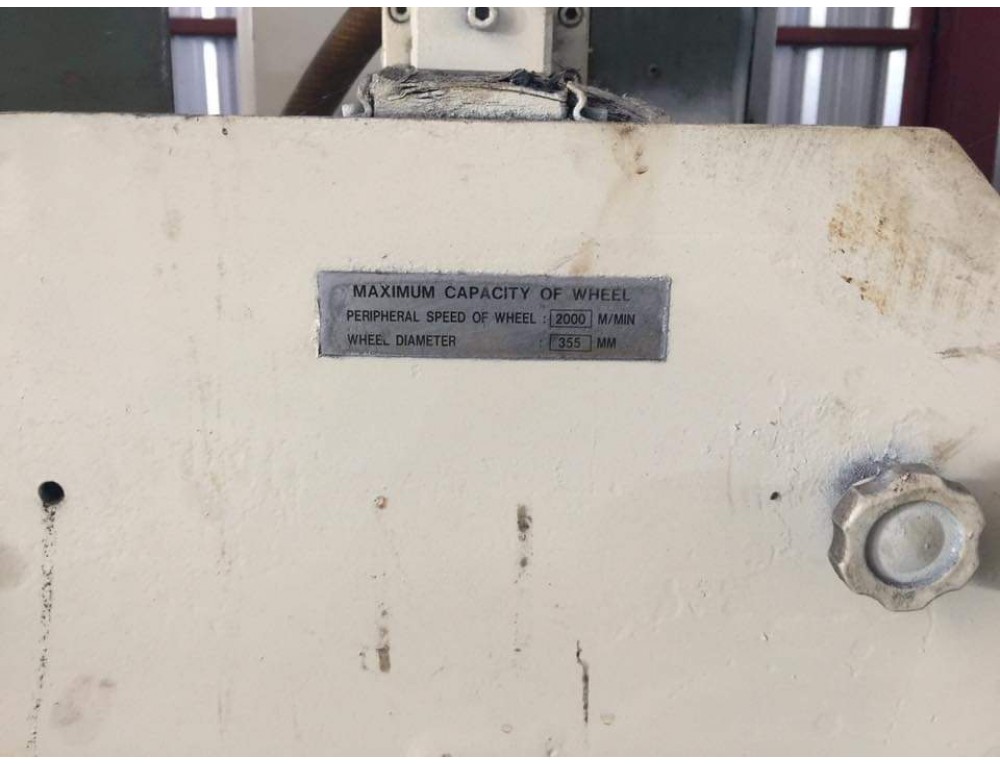 MAXIMUM CAPACITY OF WHEEL
PERIPHERAL SPEED OF WHEEL : 2000 M/MIN
WHEEL DIAMETER : 355 MM